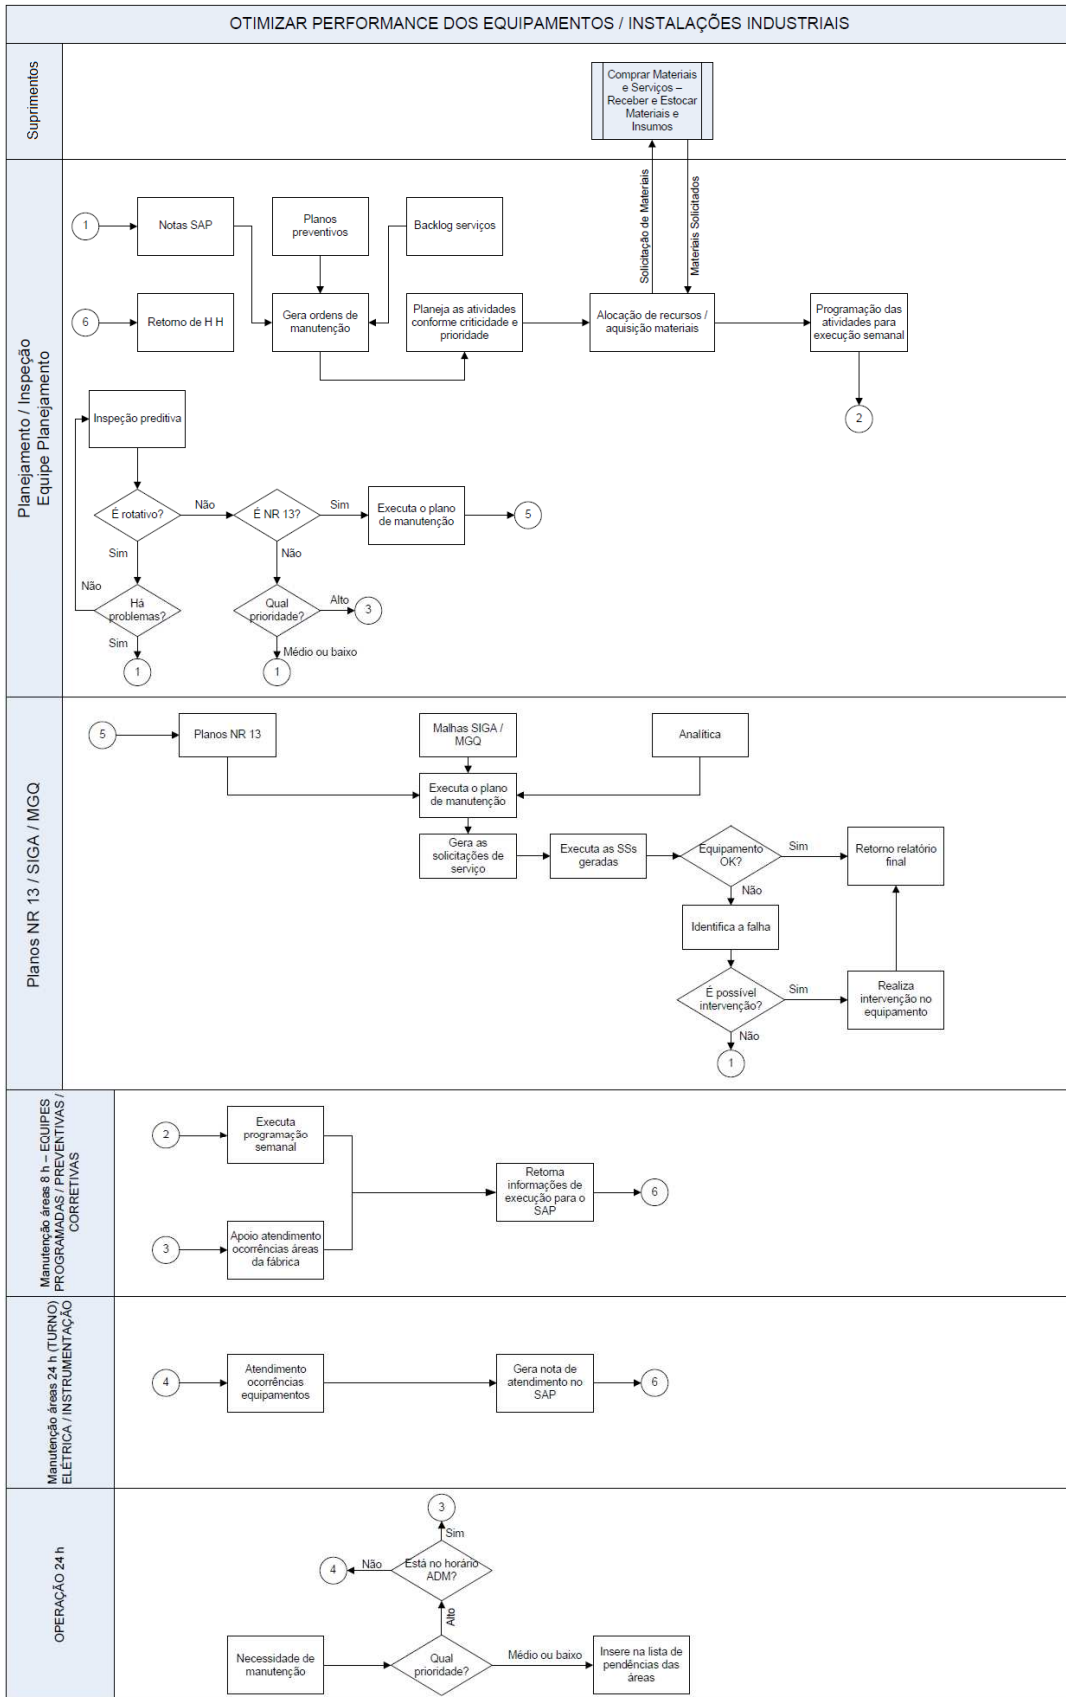 OTIMIZAR PERFORMANCE DOS EQUIPAMENTOS / INSTALAÇÕES INDUSTRIAIS
Suprimentos
Comprar Materiais
e Serviços –
Receber e Estocar
Materiais e
Insumos
Solicitação de Materiais
Materiais Solicitados
Planejamento / Inspeção
Equipe Planejamento
1
Notas SAP
Planos
preventivos
Backlog serviços
6
Retorno de H H
Gera ordens de
manutenção
Planeja as atividades
conforme criticidade e
prioridade
Alocação de recursos /
aquisição materiais
Programação das
atividades para
execução semanal
2
Inspeção preditiva
É rotativo?
Não
É NR 13?
Sim
Executa o plano
de manutenção
5
Sim
Não
Não
Há
problemas?
Qual
prioridade?
Alto
3
Sim
Médio ou baixo
1
1
Planos NR 13 / SIGA / MGQ
5
Planos NR 13
Malhas SIGA /
MGQ
Analítica
Executa o plano
de manutenção
Gera as
solicitações de
serviço
Executa as SSs
geradas
Equipamento
OK?
Sim
Retorno relatório
final
Não
Identifica a falha
É possível
intervenção?
Sim
Realiza
intervenção no
equipamento
Não
1
Manutenção áreas 8 h – EQUIPES
PROGRAMADAS / PREVENTIVAS /
CORRETIVAS
2
Executa
programação
semanal
Retorna
informações de
execução para o
SAP
6
3
Apoio atendimento
ocorrências áreas
da fábrica
Manutenção áreas 24 h (TURNO)
ELÉTRICA / INSTRUMENTAÇÃO
4
Atendimento
ocorrências
equipamentos
Gera nota de
atendimento no
SAP
6
OPERAÇÃO 24 h
3
Sim
4
Não
Está no horário
ADM?
Alto
Necessidade de
manutenção
Qual
prioridade?
Médio ou baixo
Insere na lista de
pendências das
áreas